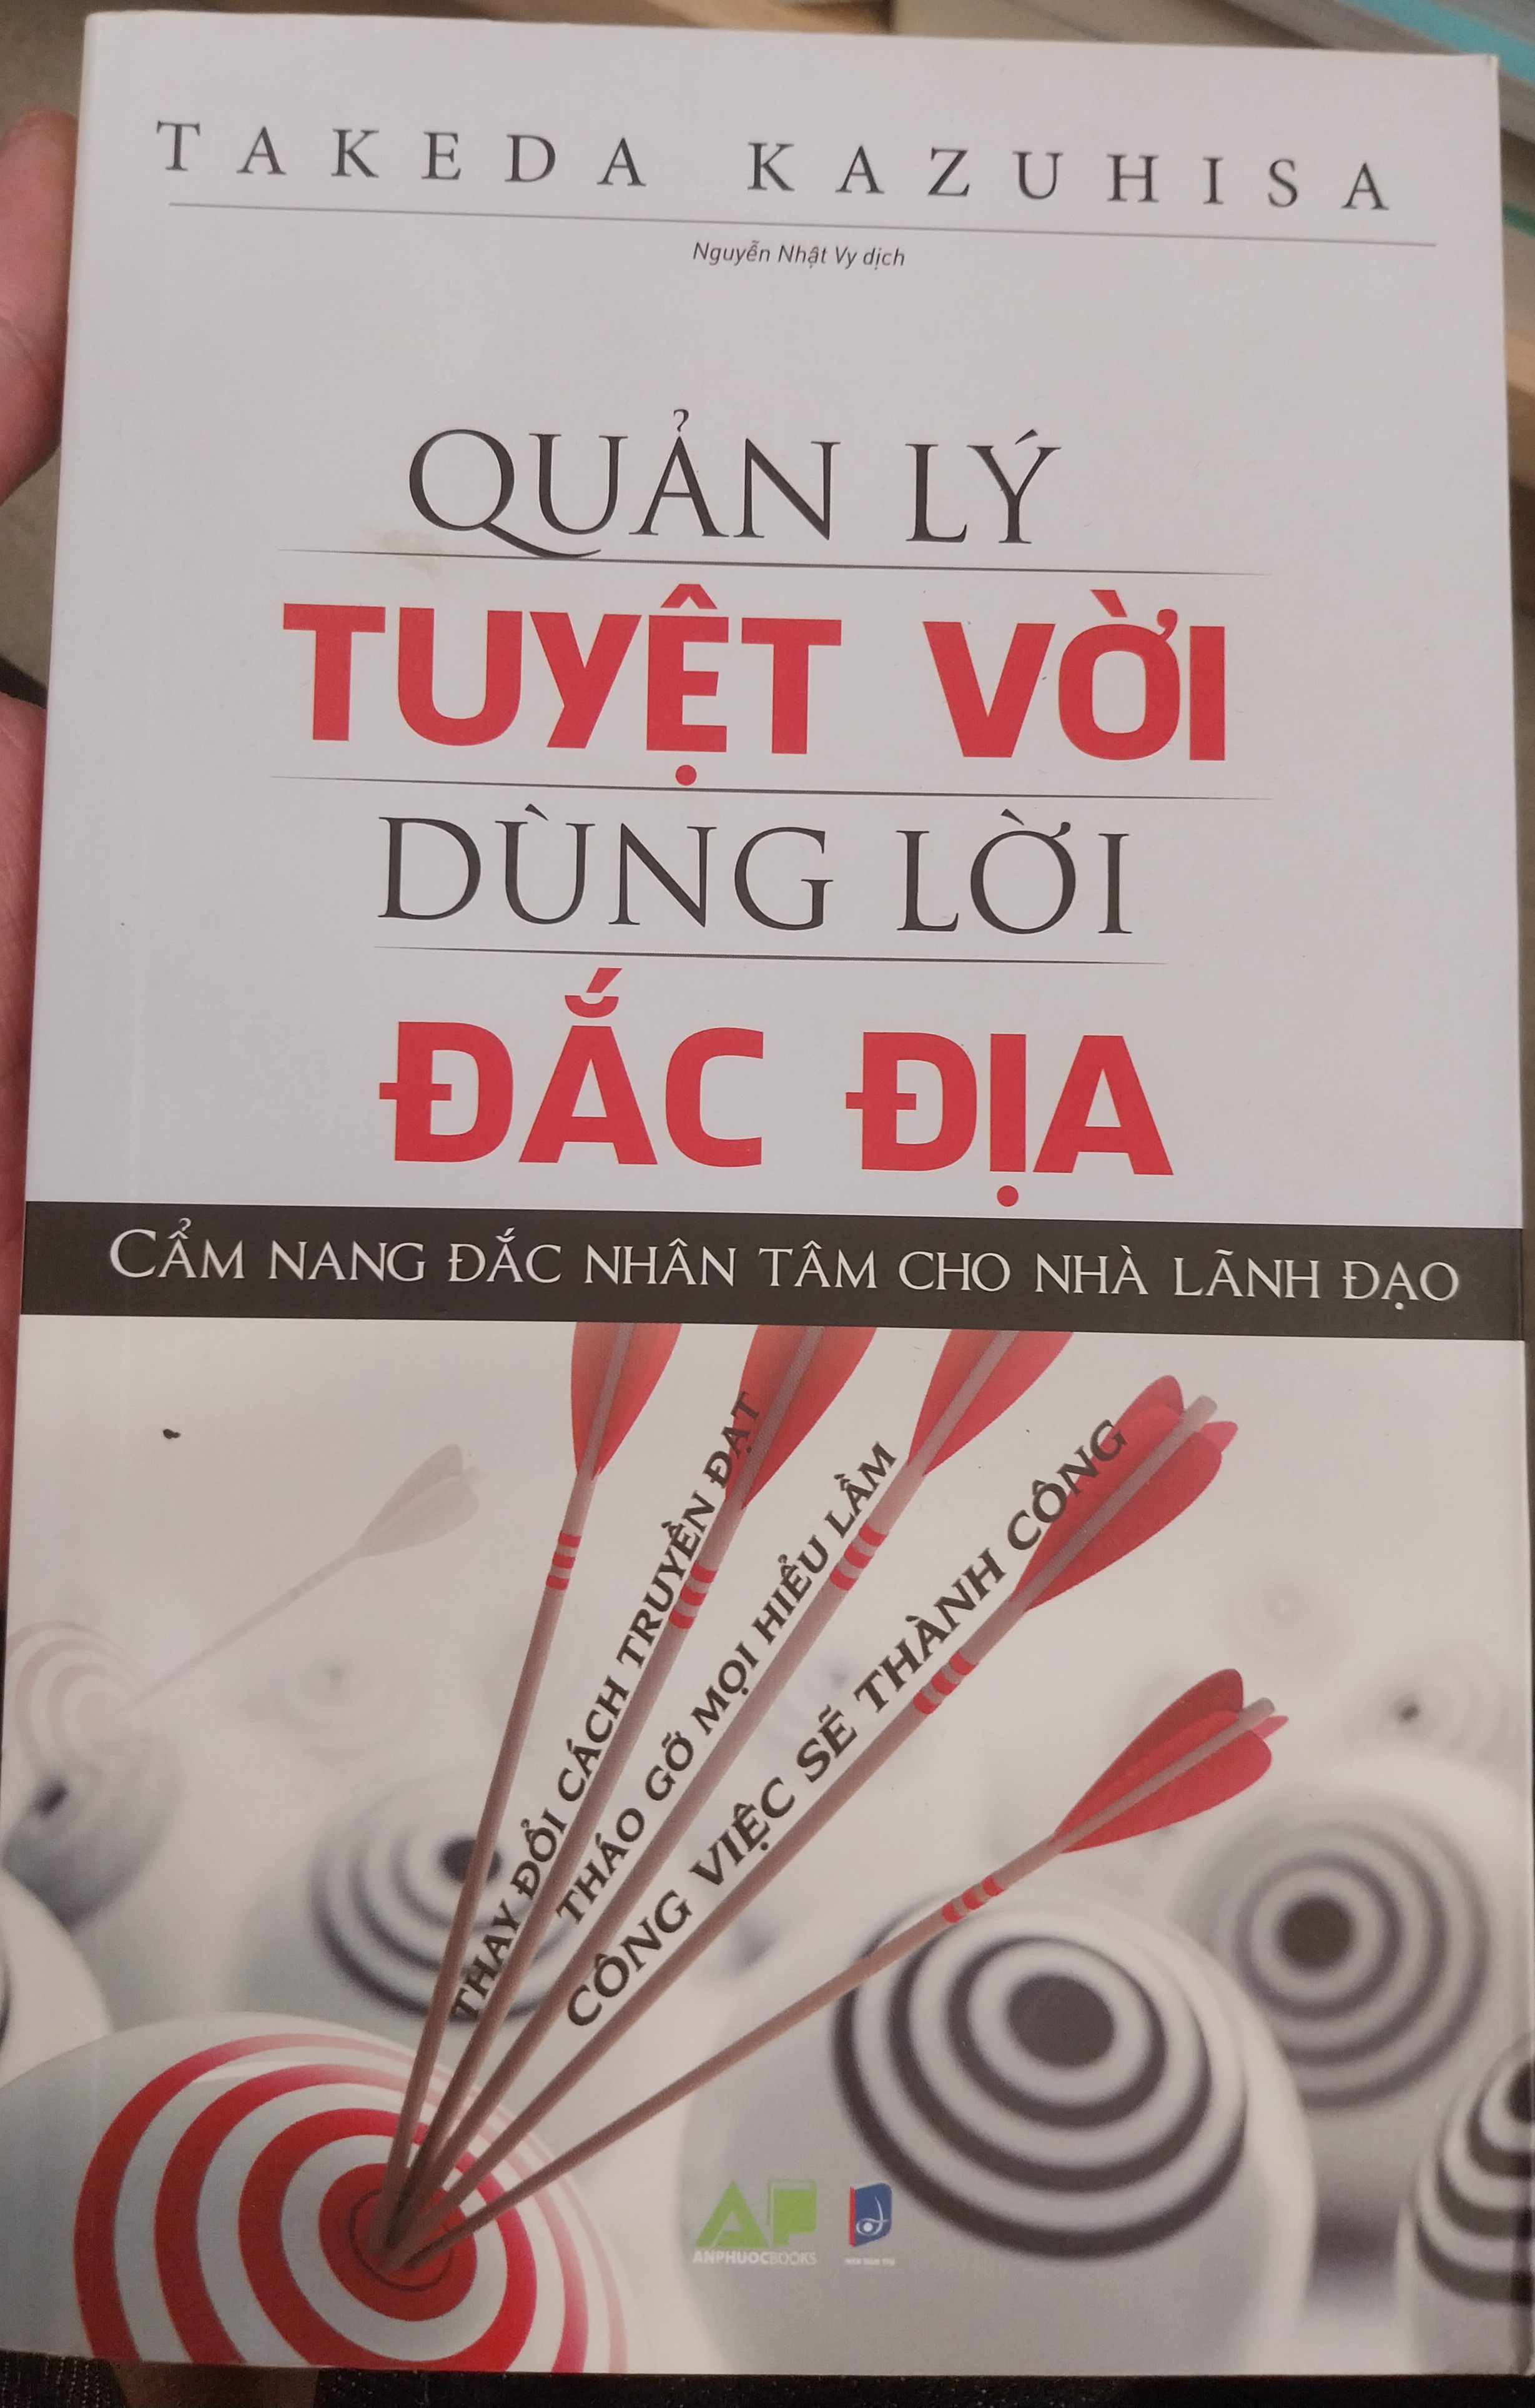 TAKEDA KAZUHISA
Nguyễn Nhật Vy dịch
QUẢN LÝ
TUYỆT VỜI
DÙNG LỜI
ĐẮC ĐỊA
CẨM NANG ĐẮC NHÂN TÂM CHO NHÀ LÃNH ĐẠO
THAY ĐỔI CÁCH TRUYỀN ĐẠT
THÁO GỠ MỌI HIỂU LẦM
CÔNG VIỆC SẼ THÀNH CÔNG
AP
ANPHUOCBOOKS